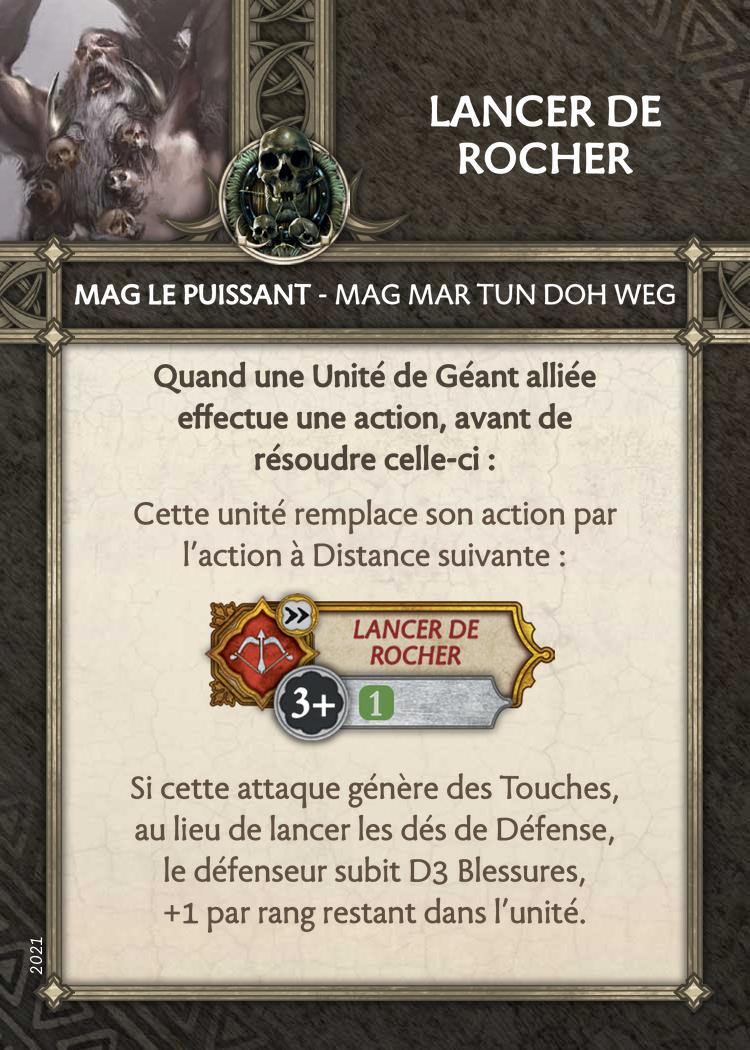 LANCER DE
ROCHER
MAG LE PUISSANT - MAG MAR TUN DOH WEG
Quand une Unité de Géant alliée
effectue une action, avant de
résoudre celle-ci :
Cette unité remplace son action par
l'action à Distance suivante :
LANCER DE
ROCHER
3+ 1
Si cette attaque génère des Touches,
au lieu de lancer les dés de Défense,
le défenseur subit D3 Blessures,
+1 par rang restant dans l'unité.
2021